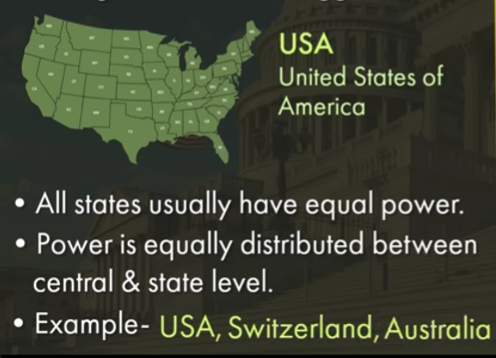 USA
United States of
America
• All states usually have equal power.
• Power is equally distributed between
central & state level.
• Example- USA, Switzerland, Australia